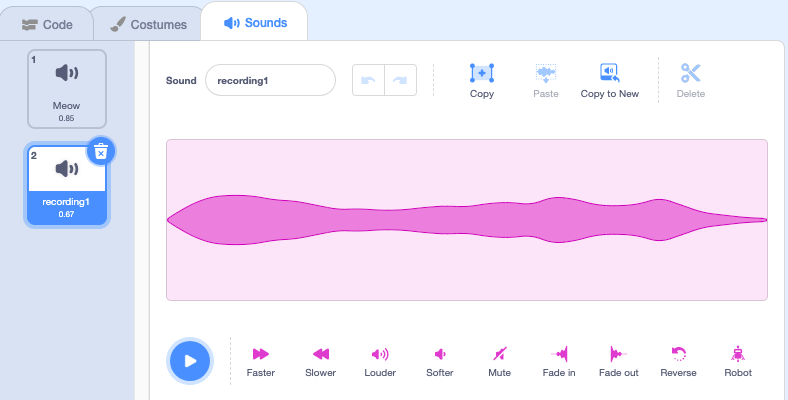 Code Costumes Sounds
1
Meow
0.85
2
recording1
0.67
Sound recording1 Copy Paste Copy to New Delete
Faster Slower Louder Softer Mute Fade in Fade out Reverse Robot